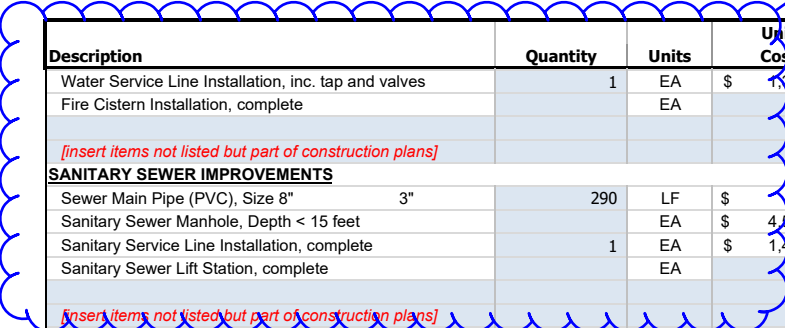 Description Quantity Units
Water Service Line Installation, inc. tap and valves 1 EA $
Fire Cistern Installation, complete EA
[insert items not listed but part of construction plans]
SANITARY SEWER IMPROVEMENTS
Sewer Main Pipe (PVC), Size 8" 3" 290 LF $
Sanitary Sewer Manhole, Depth < 15 feet EA $ 4,
Sanitary Service Line Installation, complete 1 EA $ 1,4
Sanitary Sewer Lift Station, complete EA
[insert items not listed but part of construction plans]